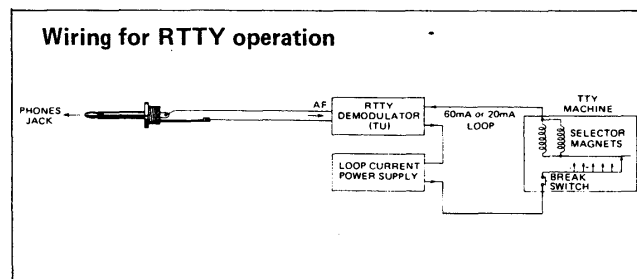 Wiring for RTTY operation
PHONES
JACK
AF
RTTY
DEMODULATOR
(TU)
60mA or 20mA
LOOP
TTY
MACHINE
SELECTOR
MAGNETS
LOOP CURRENT
POWER SUPPLY
BREAK
SWITCH